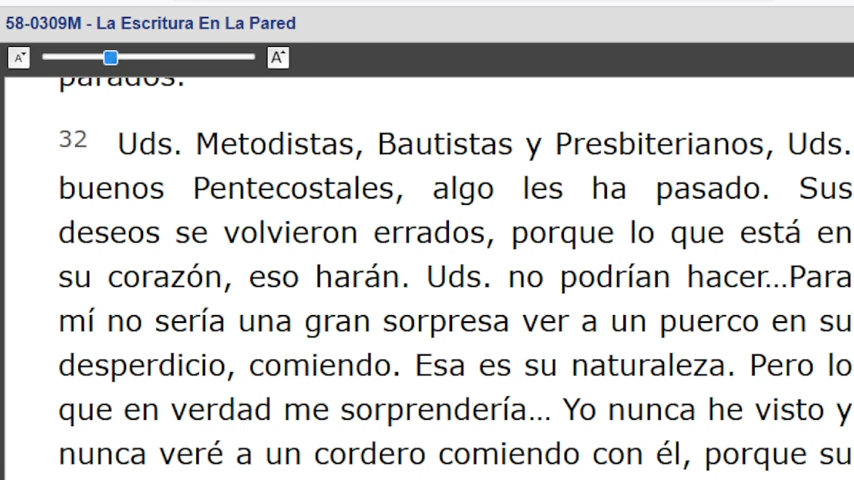 58-0309M - La Escritura En La Pared
A A
parados.
32 Uds. Metodistas, Bautistas y Presbiterianos, Uds.
buenos Pentecostales, algo les ha pasado. Sus
deseos se volvieron errados, porque lo que está en
su corazón, eso harán. Uds. no podrían hacer...Para
mí no sería una gran sorpresa ver a un puerco en su
desperdicio, comiendo. Esa es su naturaleza. Pero lo
que en verdad me sorprendería... Yo nunca he visto y
nunca veré a un cordero comiendo con él, porque su